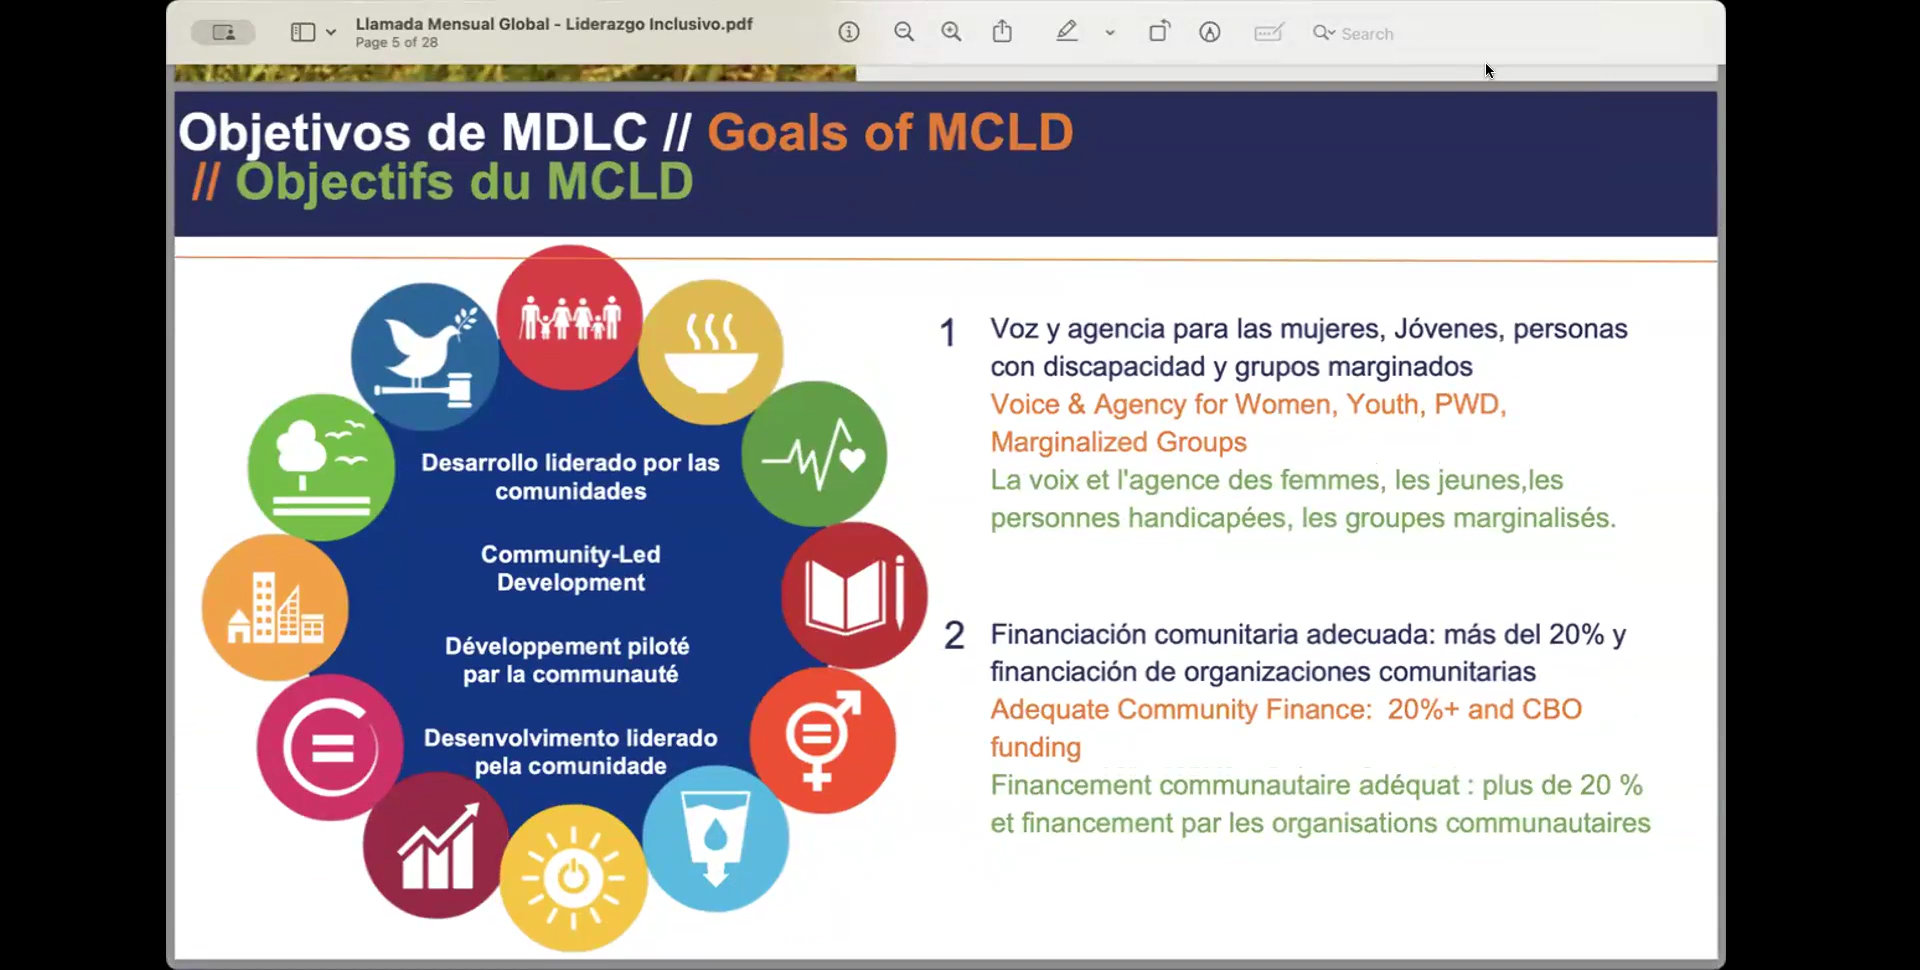 Llamada Mensual Global - Liderazgo Inclusivo.pdf
Page 5 of 28
Search
Objetivos de MDLC // Goals of MCLD
// Objectifs du MCLD
Desarrollo liderado por las
comunidades
Community-Led
Development
Développement piloté
par la communauté
Desenvolvimento liderado
pela comunidade
1
Voz y agencia para las mujeres, Jóvenes, personas
con discapacidad y grupos marginados
Voice & Agency for Women, Youth, PWD,
Marginalized Groups
La voix et l'agence des femmes, les jeunes,les
personnes handicapées, les groupes marginalisés.
2
Financiación comunitaria adecuada: más del 20% y
financiación de organizaciones comunitarias
Adequate Community Finance: 20%+ and CBO
funding
Financement communautaire adéquat : plus de 20 %
et financement par les organisations communautaires